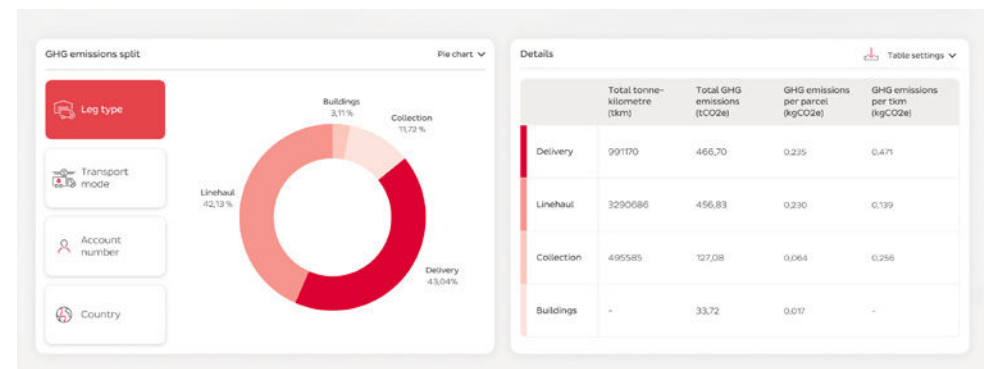 GHG emissions split
Pie chart
Leg type
Transport
mode
Account
number
Country
Buildings
3,11 %
Collection
11,72 %
Linehaul
42,13 %
Delivery
43,04%
Details
Table settings
Total tonne-
kilometre
(tkm)
Total GHG
emissions
(tCO2e)
GHG emissions
per parcel
(kgCO2e)
GHG emissions
per tkm
(kgCO2e)
Delivery 991170 466,70 0,235 0,471
Linehaul 3290686 456,83 0,230 0,139
Collection 495585 127,08 0,064 0,256
Buildings - 33,72 0,017 -